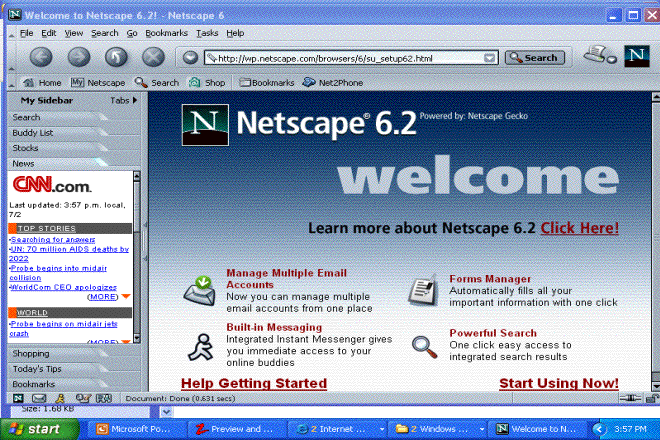 Welcome to Netscape 6.2! - Netscape 6
File Edit View Search Go Bookmarks Tasks Help
http://wp.netscape.com/browsers/6/su_setup62.html Search N
Home My Netscape Search Shop Bookmarks Net2Phone
My Sidebar Tabs
Search
Buddy List
Stocks
News
CNN.com
Last updated: 3:57 p.m. local,
7/2
TOP STORIES
Searching for answers
UN: 70 million AIDS deaths by
2022
Probe begins into midair
collision
WorldCom CEO apologizes
(MORE)
WORLD
Probe begins on midair jets
crash
(MORE)
Shopping
Today's Tips
Bookmarks
N Netscape® 6.2 Powered by: Netscape Gecko
welcome
Learn more about Netscape 6.2 Click Here!
Manage Multiple Email
Accounts
Now you can manage multiple
email accounts from one place
Forms Manager
Automatically fills all your
important information with one click
Built-in Messaging
Integrated Instant Messenger gives
you immediate access to your
online buddies
Powerful Search
One click easy access to
integrated search results
Help Getting Started Start Using Now!
Document: Done (0.631 secs)
Size: 1.68 KB
start Microsoft Po... Preview and ... 2 Internet ... 2 Windows ... Welcome to N... 3:57 PM